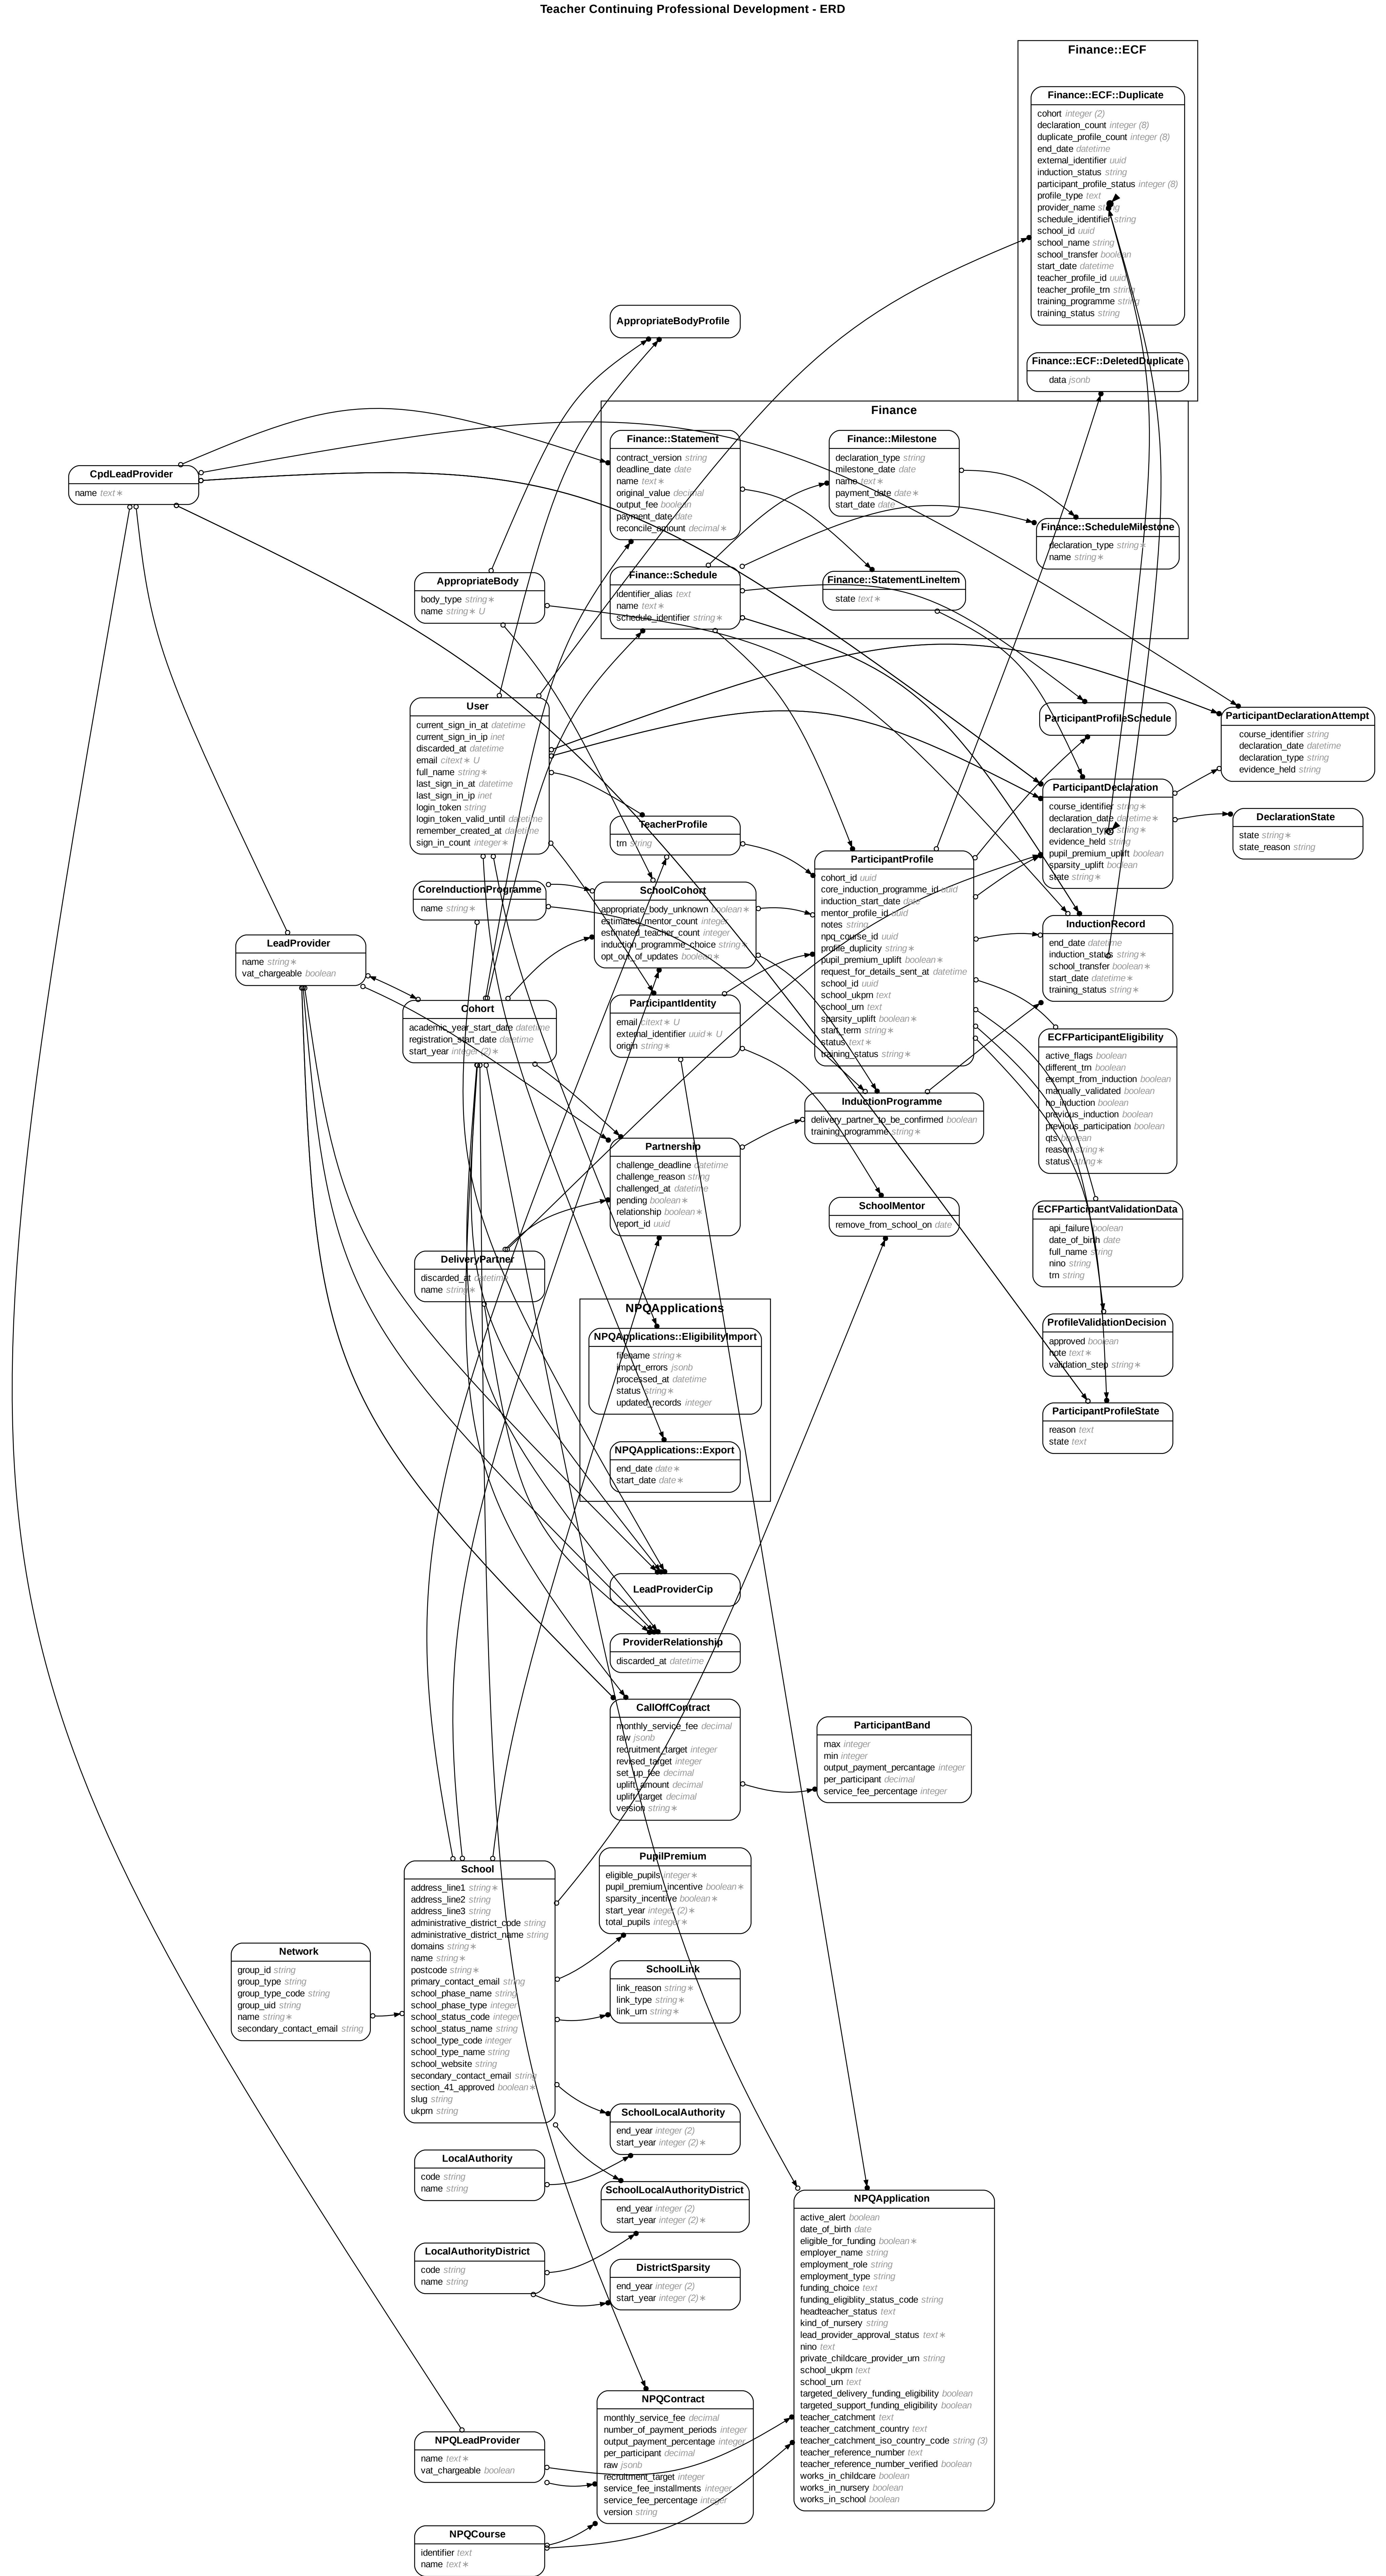 Teacher Continuing Professional Development - ERD
Finance::ECF
Finance::ECF::Duplicate
cohort integer (2)
declaration_count integer (8)
duplicate_profile_count integer (8)
end_date datetime
external_identifier uuid
induction_status string
participant_profile_status integer (8)
profile_type text
provider_name string
schedule_identifier string
school_id uuid
school_name string
school_transfer boolean
start_date datetime
teacher_profile_id uuid
teacher_profile_trn string
training_programme string
training_status string
Finance::ECF::DeletedDuplicate
data jsonb
AppropriateBodyProfile
Finance
Finance::Statement
contract_version string
deadline_date date
name text ∗
original_value decimal
output_fee boolean
payment_date date
reconcile_amount decimal ∗
Finance::Milestone
declaration_type string
milestone_date date
name text ∗
payment_date date ∗
start_date date
Finance::ScheduleMilestone
declaration_type string ∗
name string ∗
Finance::Schedule
identifier_alias text
name text ∗
schedule_identifier string ∗
Finance::StatementLineItem
state text ∗
CpdLeadProvider
name text ∗
AppropriateBody
body_type string ∗
name string ∗ U
User
current_sign_in_at datetime
current_sign_in_ip inet
discarded_at datetime
email citext ∗ U
full_name string ∗
last_sign_in_at datetime
last_sign_in_ip inet
login_token string
login_token_valid_until datetime
remember_created_at datetime
sign_in_count integer ∗
ParticipantProfileSchedule
ParticipantDeclarationAttempt
course_identifier string
declaration_date datetime
declaration_type string
evidence_held string
ParticipantDeclaration
course_identifier string ∗
declaration_date datetime ∗
declaration_type string ∗
evidence_held string
pupil_premium_uplift boolean
sparsity_uplift boolean
state string ∗
DeclarationState
state string ∗
state_reason string
TeacherProfile
trn string
ParticipantProfile
cohort_id uuid
core_induction_programme_id uuid
induction_start_date date
mentor_profile_id uuid
notes string
npq_course_id uuid
profile_duplicity string ∗
pupil_premium_uplift boolean ∗
request_for_details_sent_at datetime
school_id uuid
school_ukprn text
school_urn text
sparsity_uplift boolean ∗
start_term string ∗
status text ∗
training_status string ∗
CoreInductionProgramme
name string ∗
SchoolCohort
appropriate_body_unknown boolean ∗
estimated_mentor_count integer
estimated_teacher_count integer
induction_programme_choice string ∗
opt_out_of_updates boolean ∗
InductionRecord
end_date datetime
induction_status string ∗
school_transfer boolean ∗
start_date datetime ∗
training_status string ∗
LeadProvider
name string ∗
vat_chargeable boolean
Cohort
academic_year_start_date datetime
registration_start_date datetime
start_year integer (2) ∗
ParticipantIdentity
email citext ∗ U
external_identifier uuid ∗ U
origin string ∗
ECFParticipantEligibility
active_flags boolean
different_trn boolean
exempt_from_induction boolean
manually_validated boolean
no_induction boolean
previous_induction boolean
previous_participation boolean
qts boolean
reason string ∗
status string ∗
InductionProgramme
delivery_partner_to_be_confirmed boolean
training_programme string ∗
Partnership
challenge_deadline datetime
challenge_reason string
challenged_at datetime
pending boolean ∗
relationship boolean ∗
report_id uuid
SchoolMentor
remove_from_school_on date
ECFParticipantValidationData
api_failure boolean
date_of_birth date
full_name string
nino string
trn string
DeliveryPartner
discarded_at datetime
name string ∗
NPQApplications
NPQApplications::EligibilityImport
filename string ∗
import_errors jsonb
processed_at datetime
status string ∗
updated_records integer
NPQApplications::Export
end_date date ∗
start_date date ∗
ProfileValidationDecision
approved boolean
note text ∗
validation_step string ∗
ParticipantProfileState
reason text
state text
LeadProviderCip
ProviderRelationship
discarded_at datetime
CallOffContract
monthly_service_fee decimal
raw jsonb
recruitment_target integer
revised_target integer
set_up_fee decimal
uplift_amount decimal
uplift_target decimal
version string ∗
ParticipantBand
max integer
min integer
output_payment_percantage integer
per_participant decimal
service_fee_percentage integer
School
address_line1 string ∗
address_line2 string
address_line3 string
administrative_district_code string
administrative_district_name string
domains string ∗
name string ∗
postcode string ∗
primary_contact_email string
school_phase_name string
school_phase_type integer
school_status_code integer
school_status_name string
school_type_code integer
school_type_name string
school_website string
secondary_contact_email string
section_41_approved boolean ∗
slug string
ukprn string
PupilPremium
eligible_pupils integer ∗
pupil_premium_incentive boolean ∗
sparsity_incentive boolean ∗
start_year integer (2) ∗
total_pupils integer ∗
Network
group_id string
group_type string
group_type_code string
group_uid string
name string ∗
secondary_contact_email string
SchoolLink
link_reason string ∗
link_type string ∗
link_urn string ∗
SchoolLocalAuthority
end_year integer (2)
start_year integer (2) ∗
LocalAuthority
code string
name string
SchoolLocalAuthorityDistrict
end_year integer (2)
start_year integer (2) ∗
LocalAuthorityDistrict
code string
name string
DistrictSparsity
end_year integer (2)
start_year integer (2) ∗
NPQApplication
active_alert boolean
date_of_birth date
eligible_for_funding boolean ∗
employer_name string
employment_role string
employment_type string
funding_choice text
funding_eligiblity_status_code string
headteacher_status text
kind_of_nursery string
lead_provider_approval_status text ∗
nino text
private_childcare_provider_urn string
school_ukprn text
school_urn text
targeted_delivery_funding_eligibility boolean
targeted_support_funding_eligibility boolean
teacher_catchment text
teacher_catchment_country text
teacher_catchment_iso_country_code string (3)
teacher_reference_number text
teacher_reference_number_verified boolean
works_in_childcare boolean
works_in_nursery boolean
works_in_school boolean
NPQContract
monthly_service_fee decimal
number_of_payment_periods integer
output_payment_percentage integer
per_participant decimal
raw jsonb
recruitment_target integer
service_fee_installments integer
service_fee_percentage integer
version string
NPQLeadProvider
name text ∗
vat_chargeable boolean
NPQCourse
identifier text
name text ∗